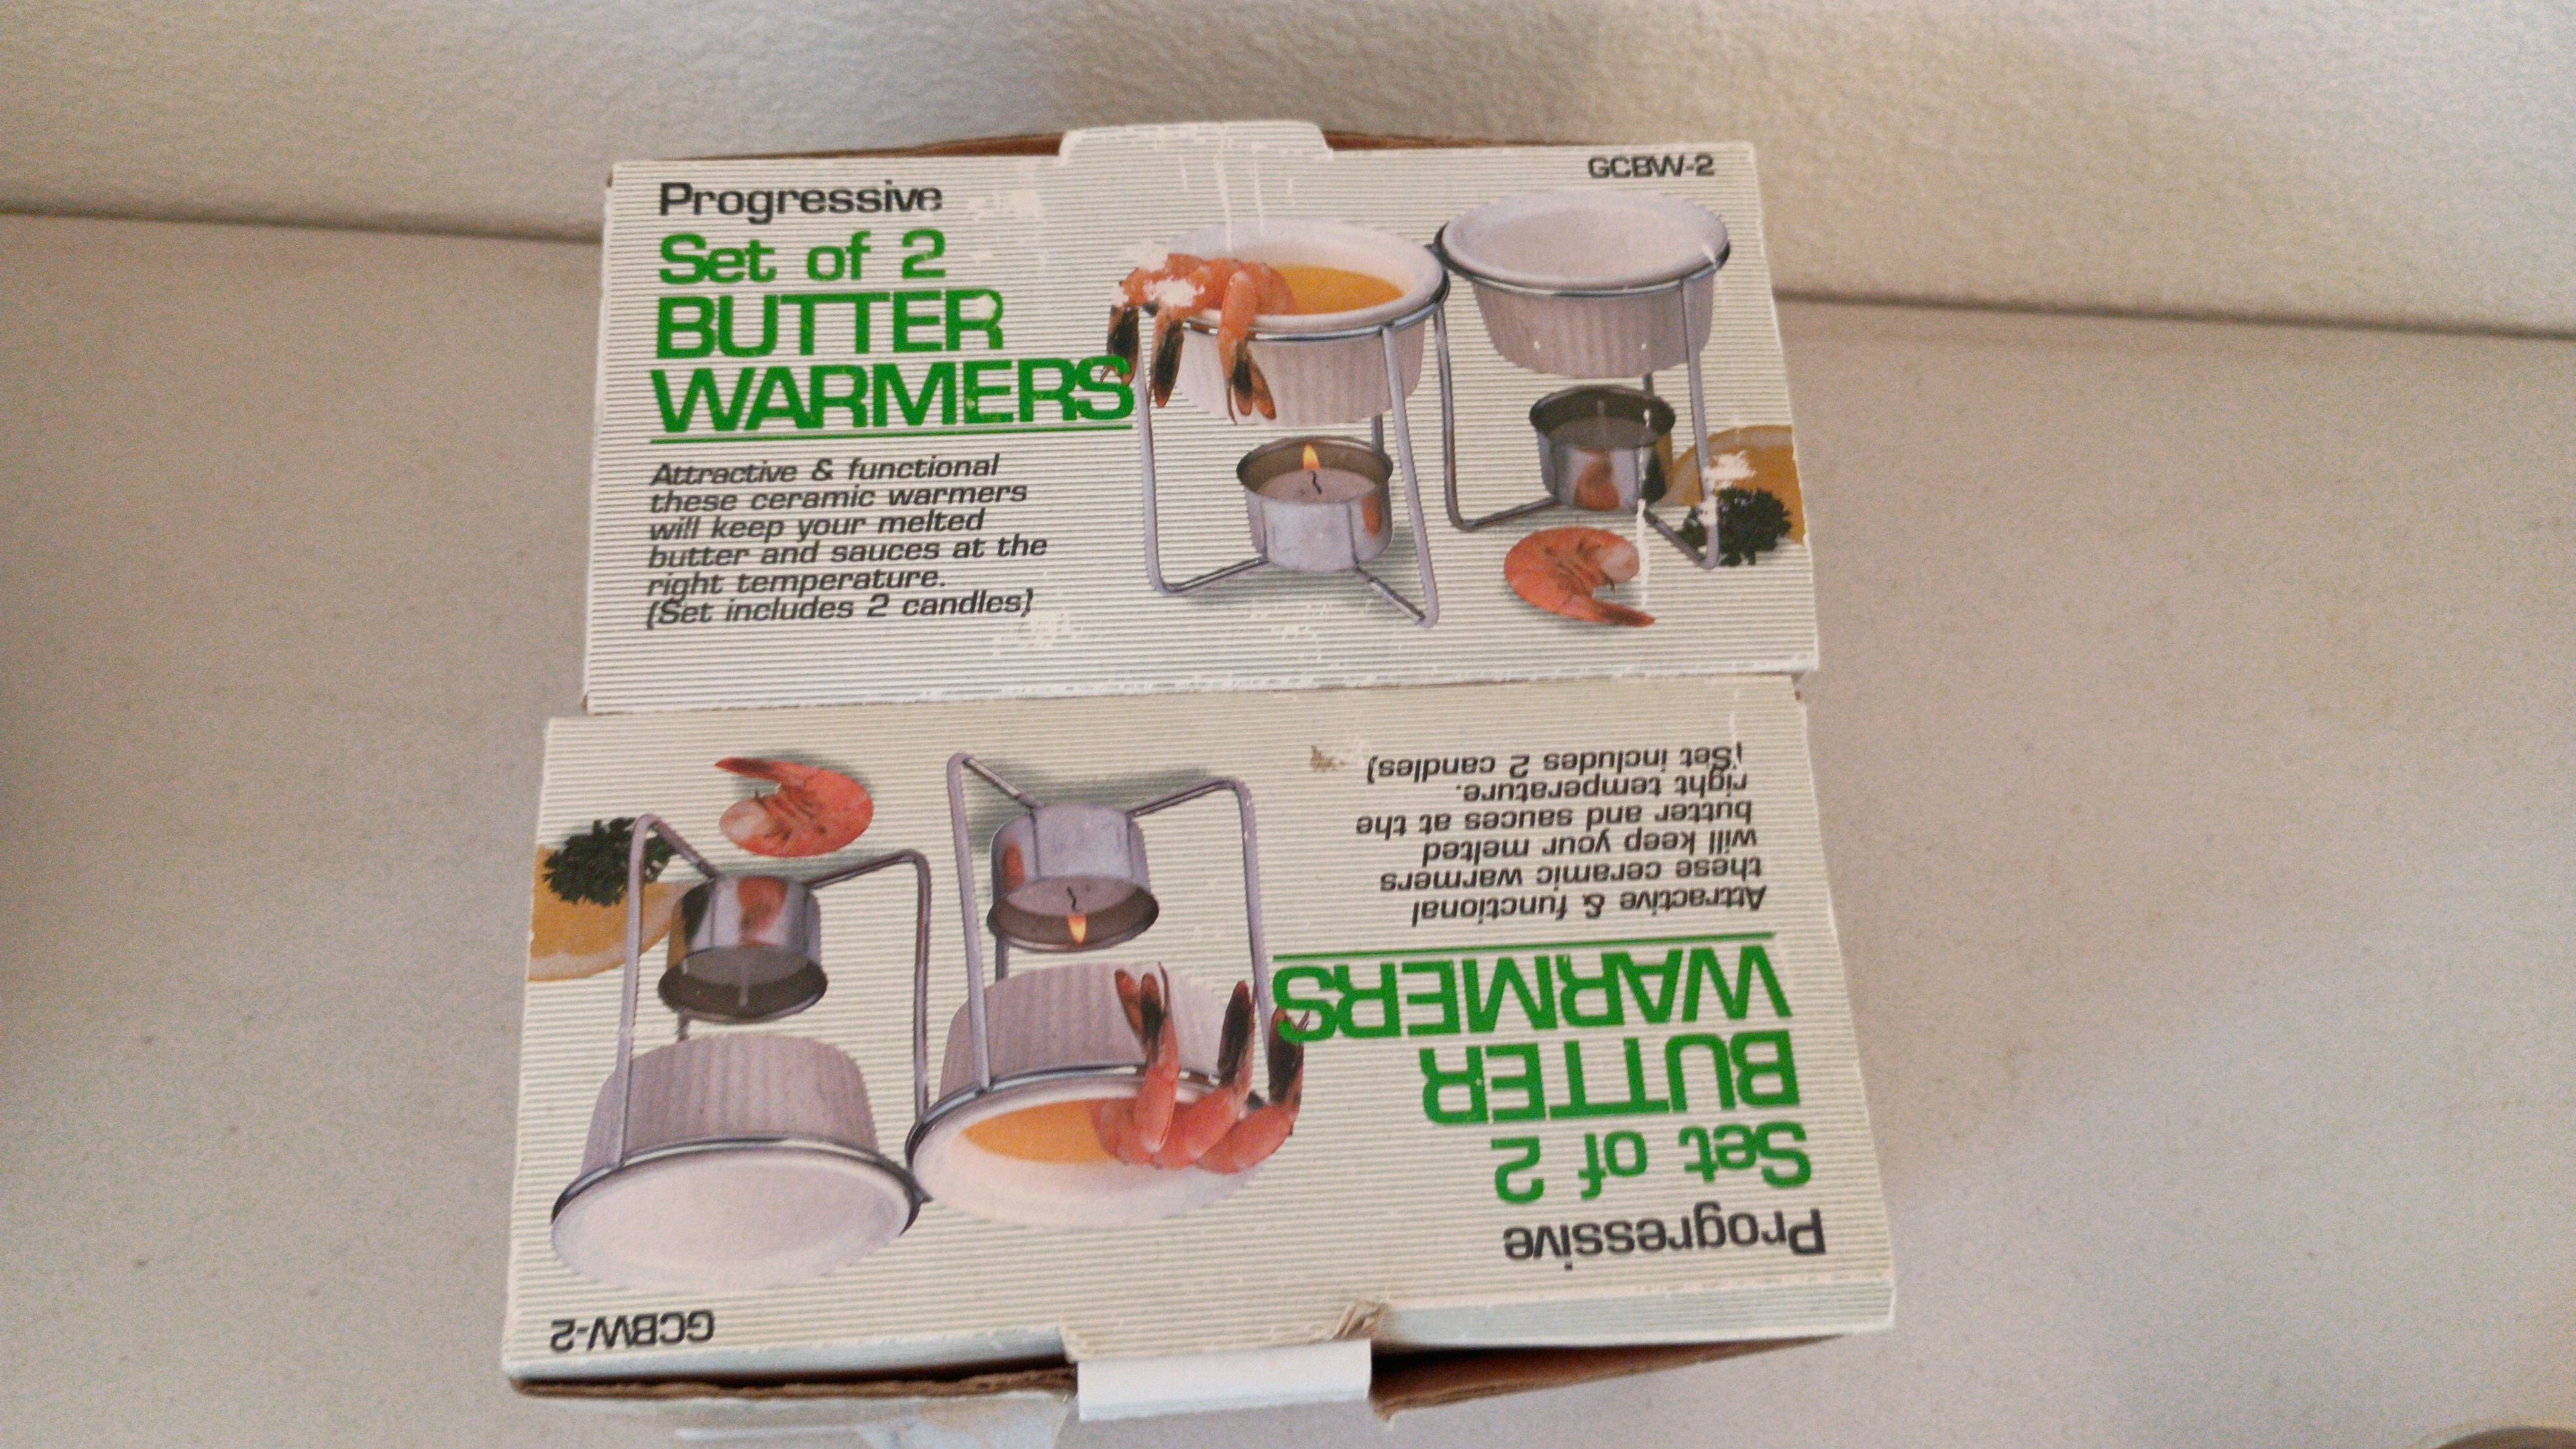 Progressive
GCBW-2
Set of 2
BUTTER
WARMERS
Attractive & functional
these ceramic warmers
will keep your melted
butter and sauces at the
right temperature.
(Set includes 2 candles)
Progressive
GCBW-2
Set of 2
BUTTER
WARMERS
Attractive & functional
these ceramic warmers
will keep your melted
butter and sauces at the
right temperature.
(Set includes 2 candles)